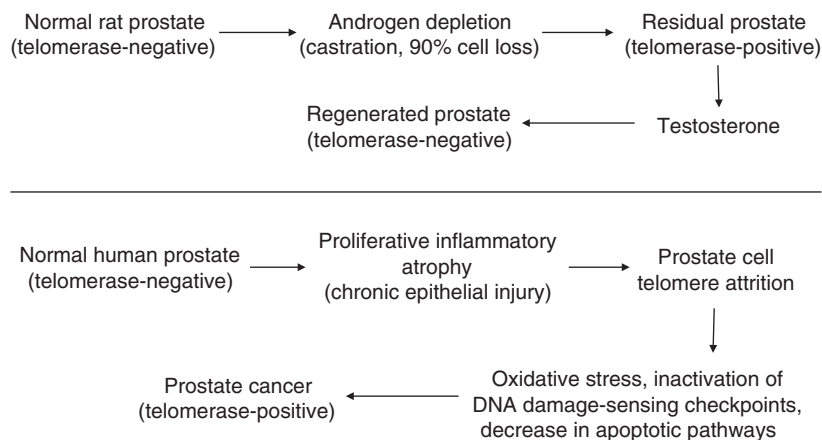 Normal rat prostate
(telomerase-negative)
Androgen depletion
(castration, 90% cell loss)
Residual prostate
(telomerase-positive)
Testosterone
Regenerated prostate
(telomerase-negative)
Normal human prostate
(telomerase-negative)
Proliferative inflammatory
atrophy
(chronic epithelial injury)
Prostate cell
telomere attrition
Oxidative stress, inactivation of
DNA damage-sensing checkpoints,
decrease in apoptotic pathways
Prostate cancer
(telomerase-positive)